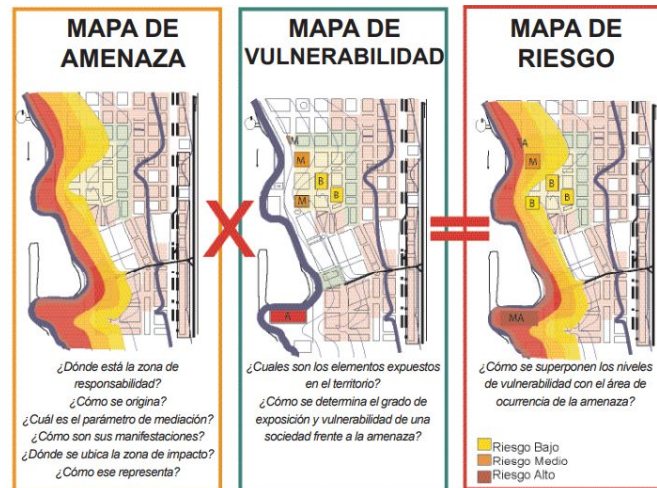 MAPA DE
AMENAZA
¿Dónde está la zona de
responsabilidad?
¿Cómo se origina?
¿Cuál es el parámetro de mediación?
¿Cómo son sus manifestaciones?
¿Dónde se ubica la zona de impacto?
¿Cómo ese representa?
X
MAPA DE
VULNERABILIDAD
M
M
B
B
M
A
¿Cuales son los elementos expuestos
en el territorio?
¿Cómo se determina el grado de
exposición y vulnerabilidad de una
sociedad frente a la amenaza?
=
MAPA DE
RIESGO
A
M
B
B
B
MA
¿Cómo se superponen los niveles
de vulnerabilidad con el área de
ocurrencia de la amenaza?
Riesgo Bajo
Riesgo Medio
Riesgo Alto